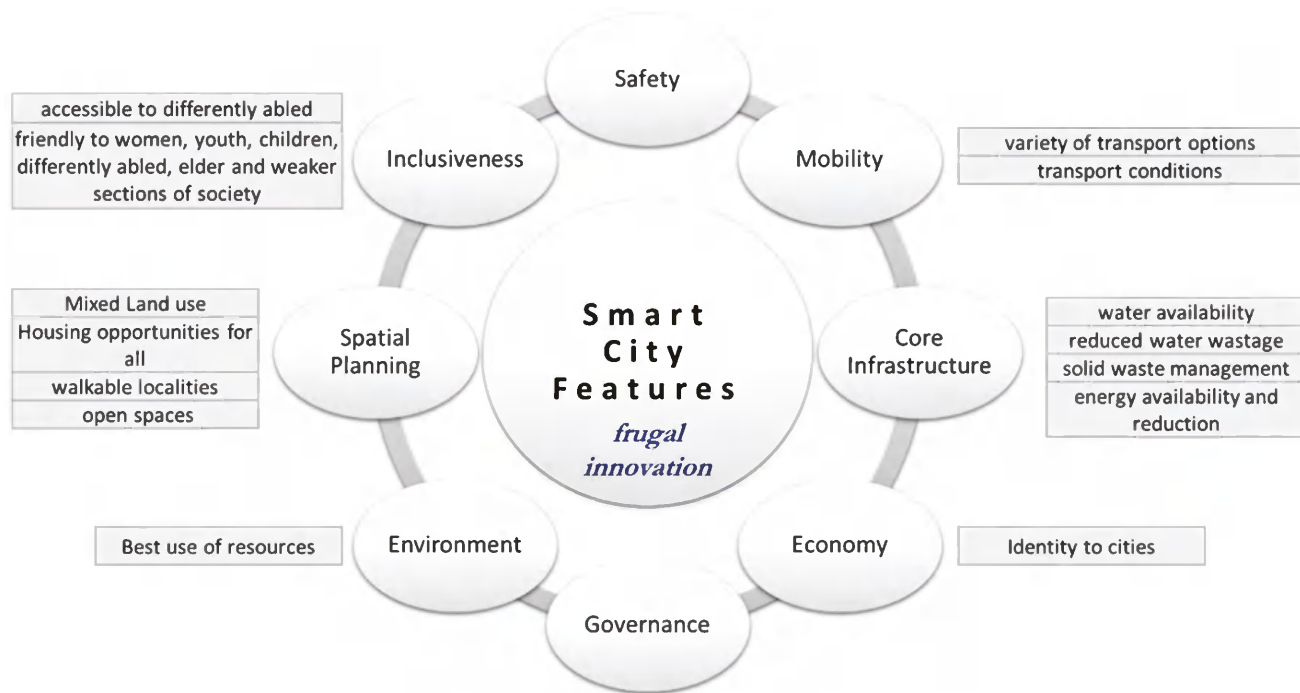 Safety
accessible to differently abled
friendly to women, youth, children,
differently abled, elder and weaker
sections of society
Inclusiveness
Mobility
variety of transport options
transport conditions
Mixed Land use
Housing opportunities for
all
walkable localities
open spaces
Spatial
Planning
Smart
City
Features
frugal
innovation
Core
Infrastructure
water availability
reduced water wastage
solid waste management
energy availability and
reduction
Best use of resources
Environment
Economy
Identity to cities
Governance